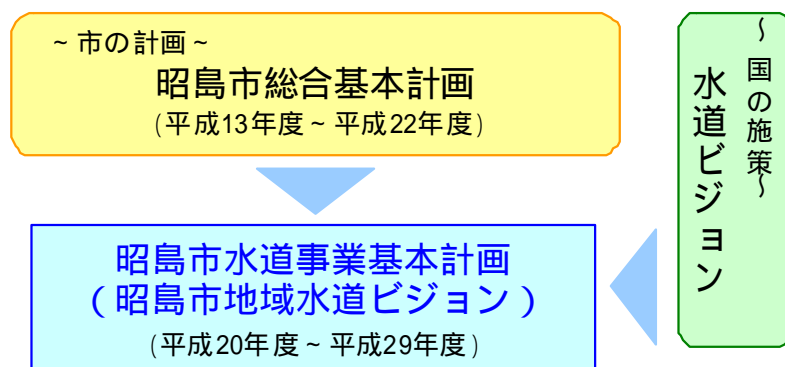 ~ 市の計画 ~
昭島市総合基本計画
(平成13年度 ~ 平成22年度)
昭島市水道事業基本計画
(昭島市地域水道ビジョン)
(平成20年度 ~ 平成29年度)
~国の施策~
水道ビジョン